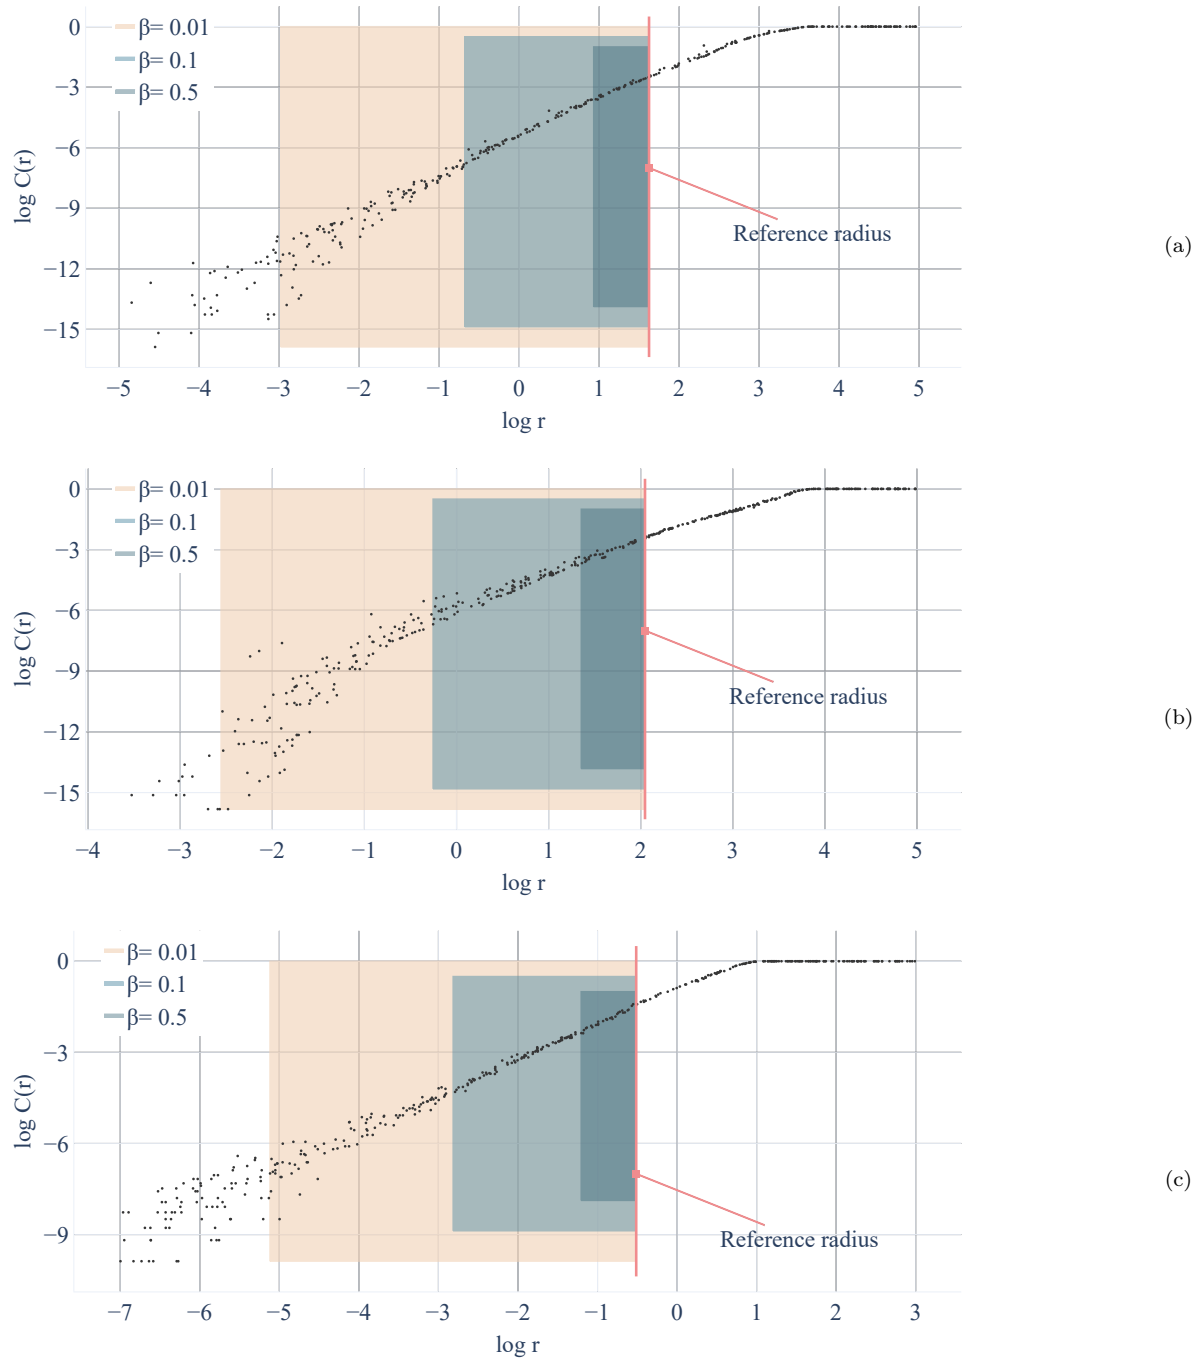 0
−3
−6
−9
−12
−15
log C(r)
β= 0.01
β= 0.1
β= 0.5
Reference radius
(a)
−5 −4 −3 −2 −1 0 1 2 3 4 5
log r
0
−3
−6
−9
−12
−15
log C(r)
β= 0.01
β= 0.1
β= 0.5
Reference radius
(b)
−4 −3 −2 −1 0 1 2 3 4 5
log r
0
−3
−6
−9
log C(r)
β= 0.01
β= 0.1
β= 0.5
Reference radius
(c)
−7 −6 −5 −4 −3 −2 −1 0 1 2 3
log r